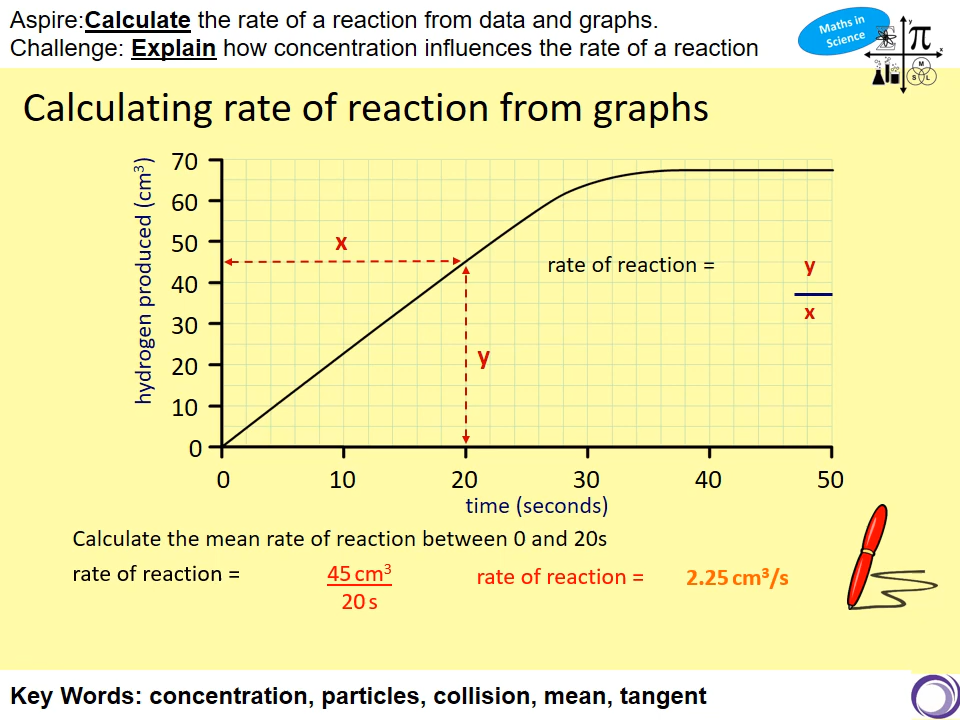 Aspire:Calculate the rate of a reaction from data and graphs.
Challenge: Explain how concentration influences the rate of a reaction
Maths in
Science
y
π
x
M
S L
Calculating rate of reaction from graphs
hydrogen produced (cm³)
70
60
50
40
30
20
10
0
x
y
rate of reaction =
y
x
0 10 20 30 40 50
time (seconds)
Calculate the mean rate of reaction between 0 and 20s
rate of reaction = 45 cm³
20 s
rate of reaction = 2.25 cm³/s
Key Words: concentration, particles, collision, mean, tangent